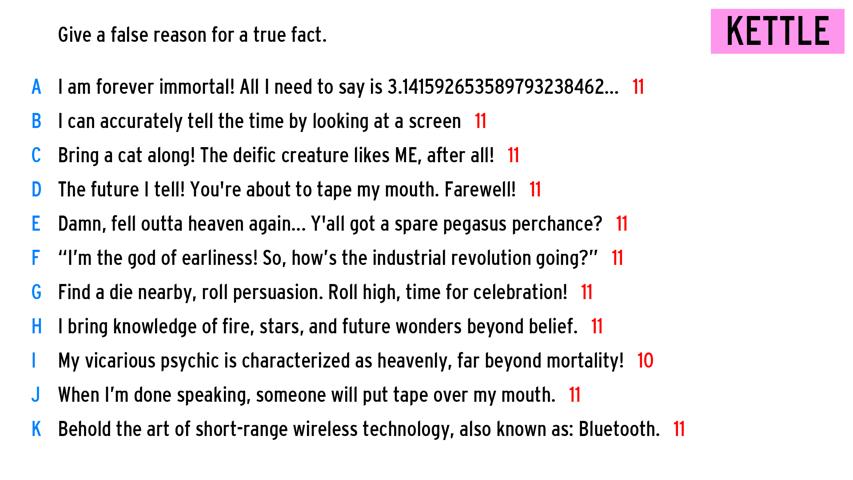 Give a false reason for a true fact.
KETTLE
A I am forever immortal! All I need to say is 3.141592653589793238462... 11
B I can accurately tell the time by looking at a screen 11
C Bring a cat along! The deific creature likes ME, after all! 11
D The future I tell! You're about to tape my mouth. Farewell! 11
E Damn, fell outta heaven again... Y'all got a spare pegasus perchance? 11
F “I’m the god of earliness! So, how’s the industrial revolution going?” 11
G Find a die nearby, roll persuasion. Roll high, time for celebration! 11
H I bring knowledge of fire, stars, and future wonders beyond belief. 11
I My vicarious psychic is characterized as heavenly, far beyond mortality! 10
J When I’m done speaking, someone will put tape over my mouth. 11
K Behold the art of short-range wireless technology, also known as: Bluetooth. 11